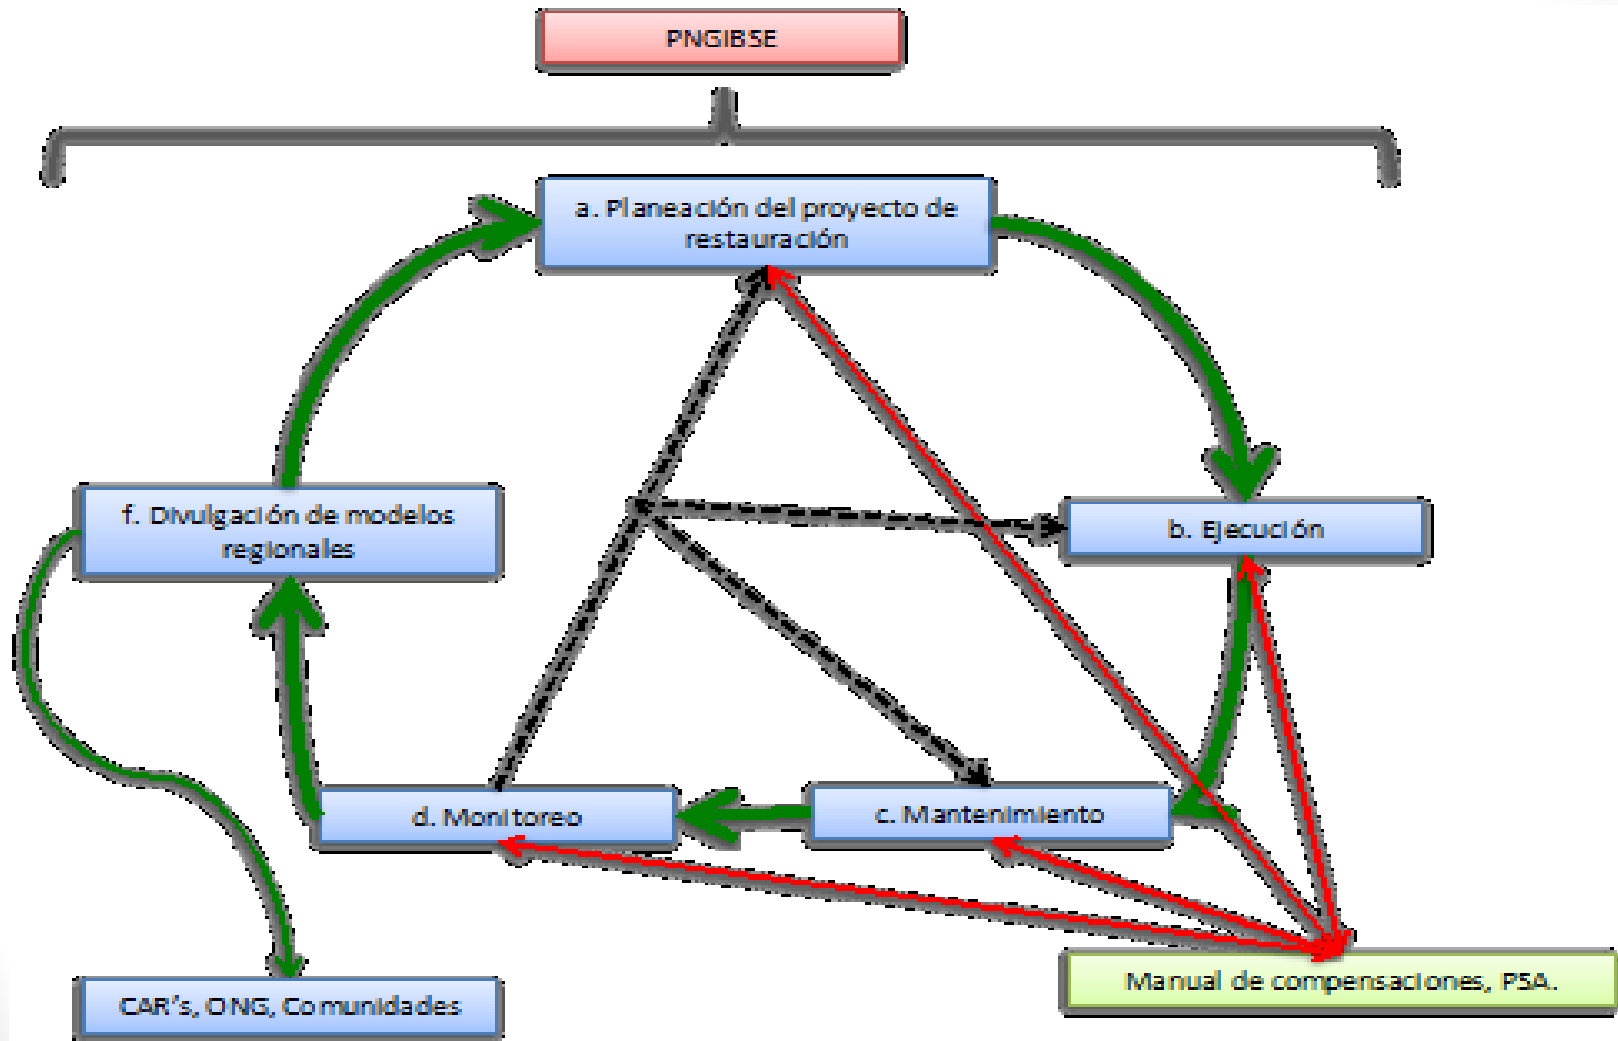 PNGIBSE
a. Planeación del proyecto de
restauración
f. Divulgación de modelos
regionales
b. Ejecución
d. Monitoreo
c. Mantenimiento
CAR's, ONG, Comunidades
Manual de compensaciones, PSA.